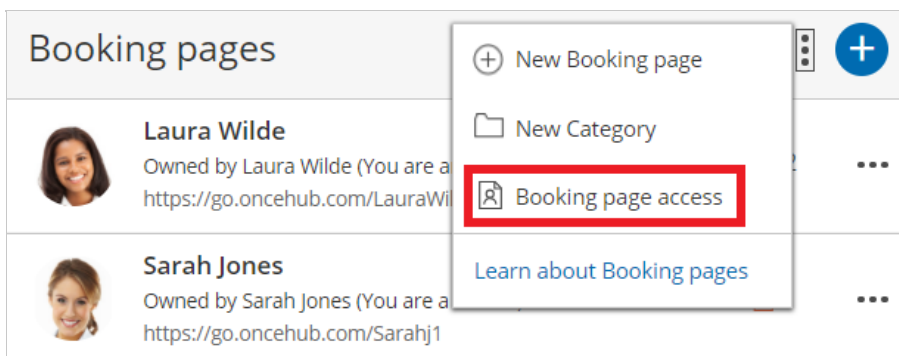 Booking pages
New Booking page
New Category
Booking page access
Learn about Booking pages
Laura Wilde
Owned by Laura Wilde (You are a
https://go.oncehub.com/LauraWil
Sarah Jones
Owned by Sarah Jones (You are a
https://go.oncehub.com/Sarahj1